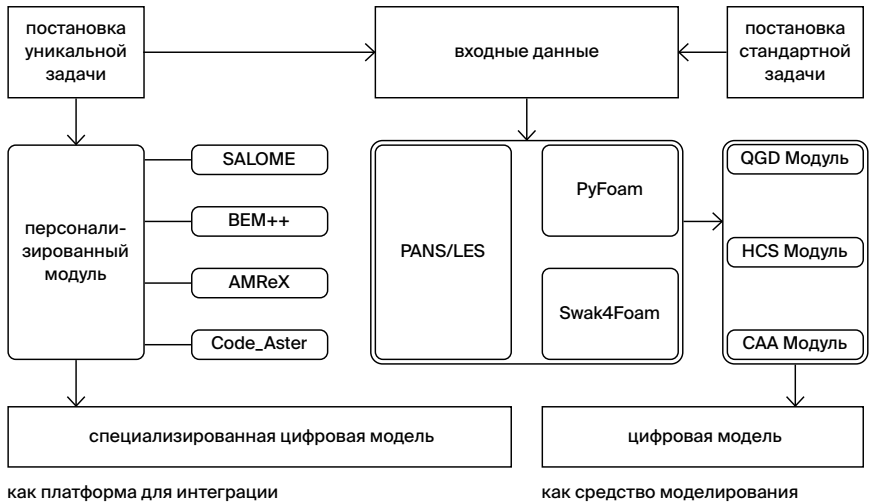 постановка
уникальной
задачи
входные данные
постановка
стандартной
задачи
персонали-
зированный
модуль
SALOME
BEM++
AMReX
Code_Aster
PANS/LES
PyFoam
Swak4Foam
QGD Модуль
HCS Модуль
CAA Модуль
специализированная цифровая модель
цифровая модель
как платформа для интеграции
как средство моделирования